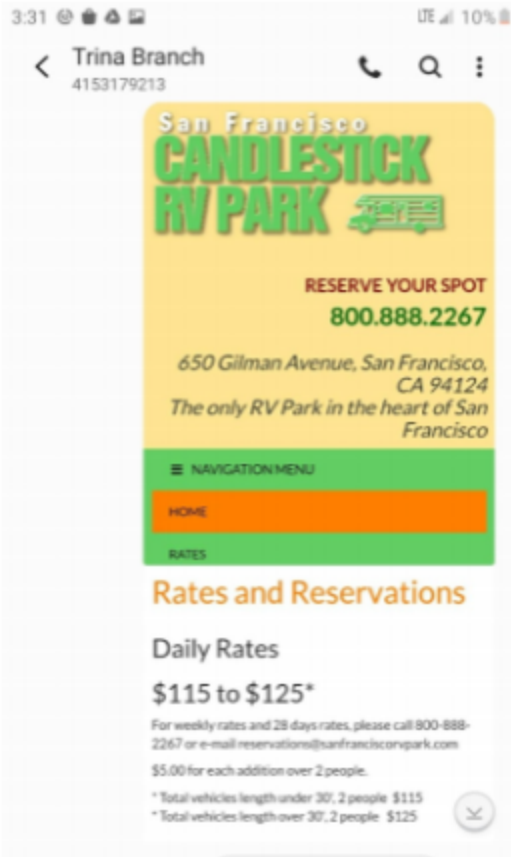 3:31 LTE 10%
Trina Branch
4153179213
San Francisco
CANDLESTICK
RV PARK
RESERVE YOUR SPOT
800.888.2267
650 Gilman Avenue, San Francisco,
CA 94124
The only RV Park in the heart of San
Francisco
NAVIGATION MENU
HOME
RATES
Rates and Reservations
Daily Rates
$115 to $125*
For weekly rates and 28 days rates, please call 800-888-
2267 or e-mail reservations@sanfranciscorvpark.com
$5.00 for each addition over 2 people.
* Total vehicles length under 30', 2 people $115
* Total vehicles length over 30', 2 people $125